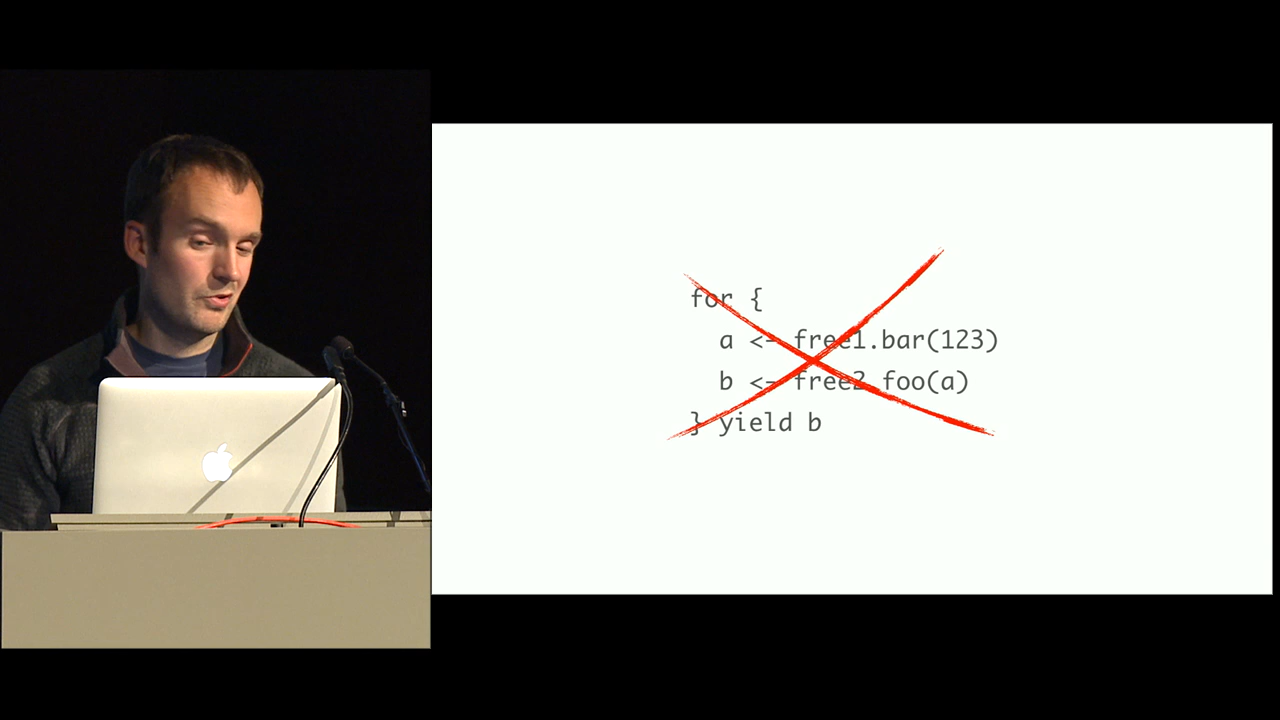 for {
a <- free1.bar(123)
b <- free2.foo(a)
} yield b